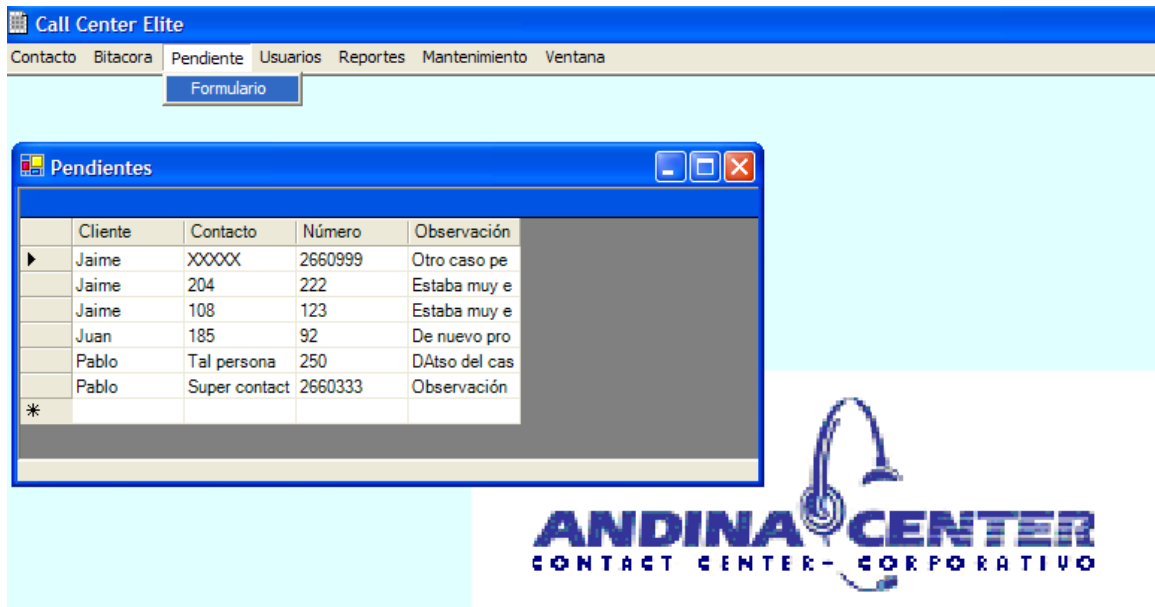 Call Center Elite
Contacto Bitacora Pendiente Usuarios Reportes Mantenimiento Ventana
Formulario
Pendientes
Cliente Contacto Número Observación
Jaime XXXXX 2660999 Otro caso pe
Jaime 204 222 Estaba muy e
Jaime 108 123 Estaba muy e
Juan 185 92 De nuevo pro
Pablo Tal persona 250 DAtso del cas
Pablo Super contact 2660333 Observación
ANDINA CENTER
CONTACT CENTER- CORPORATIVO